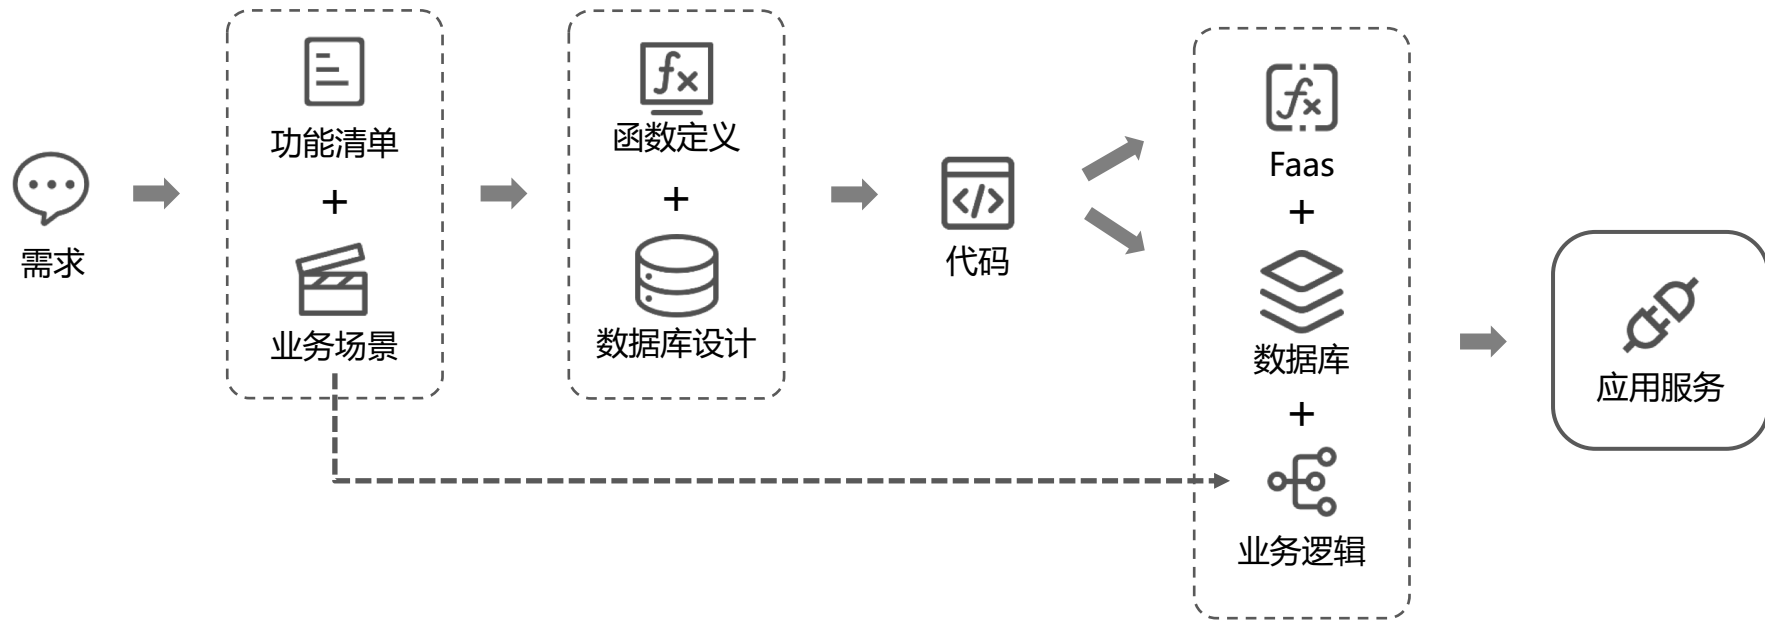 需求
功能清单
+
业务场景
函数定义
+
数据库设计
代码
Faas
+
数据库
+
业务逻辑
应用服务